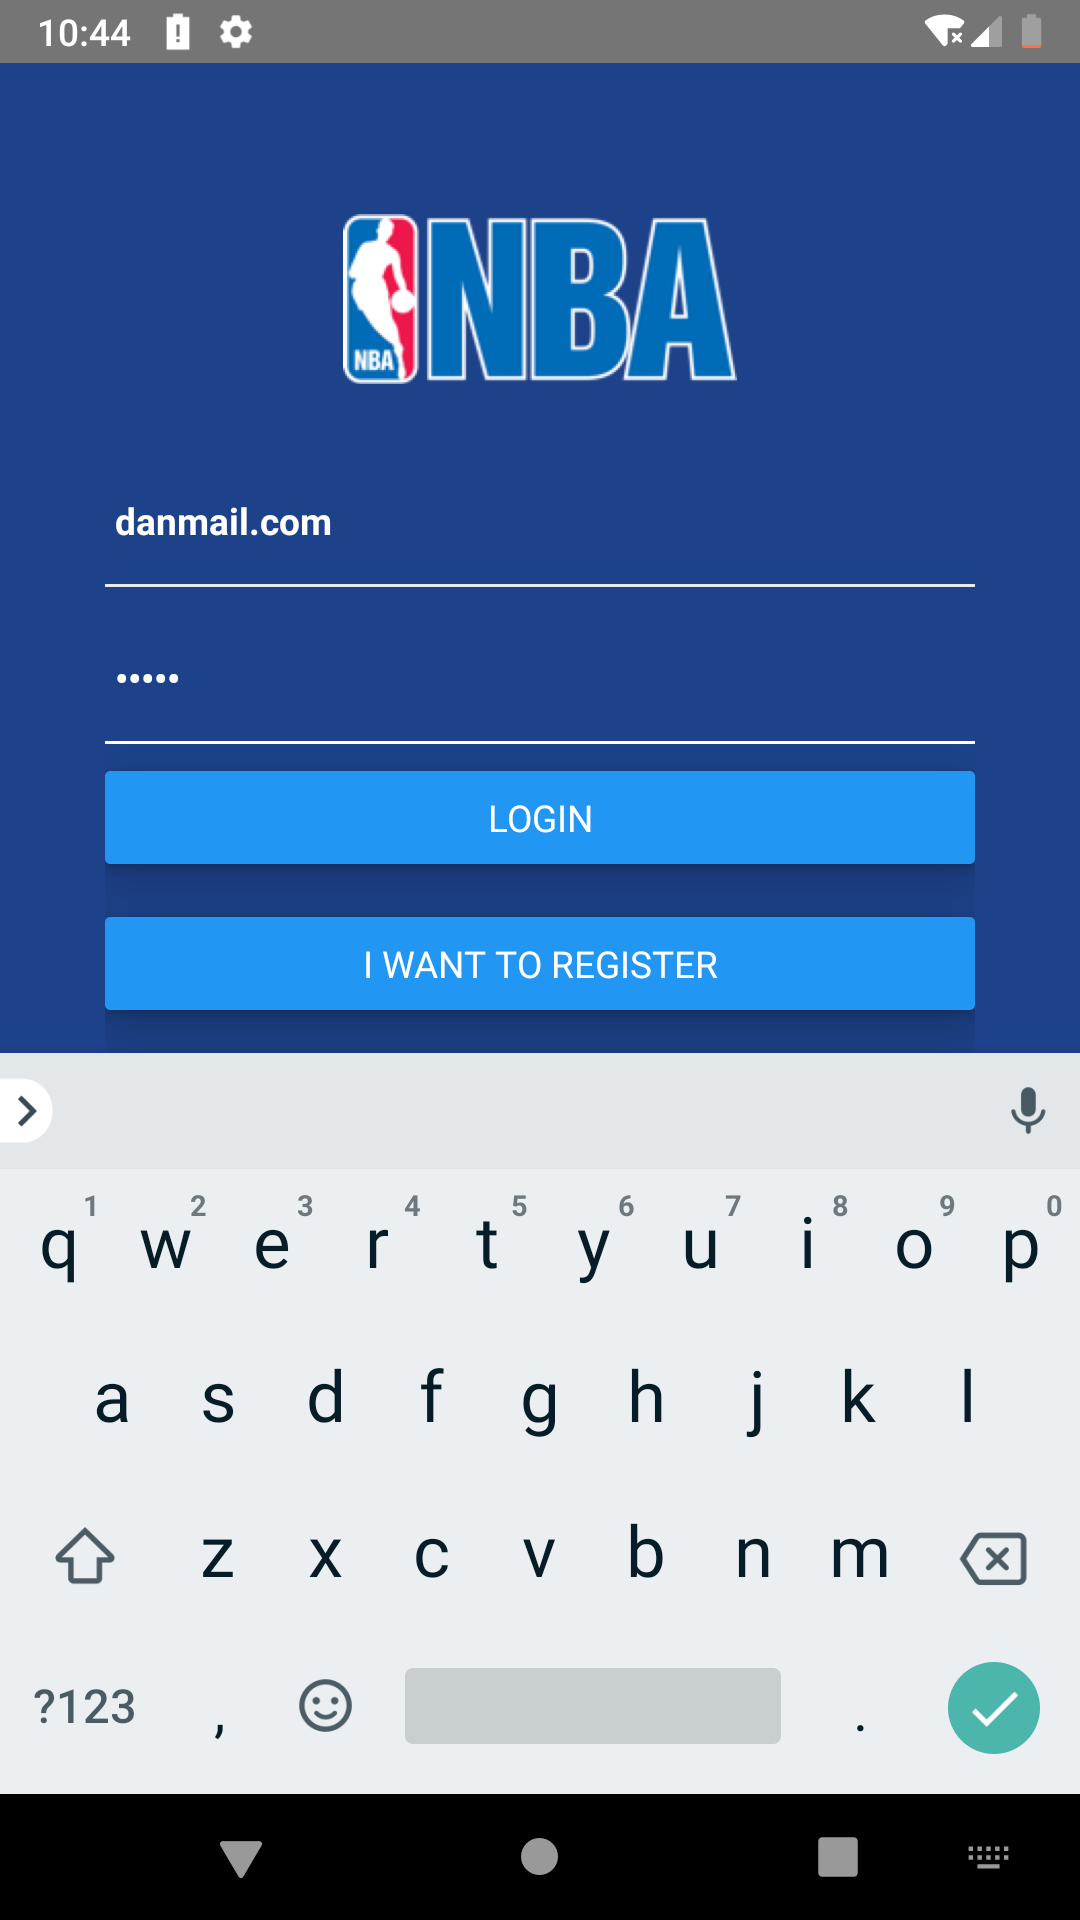 10:44
NBA NBA
danmail.com
•••••
LOGIN
I WANT TO REGISTER
1 2 3 4 5 6 7 8 9 0
q w e r t y u i o p
a s d f g h j k l
z x c v b n m
?123 , .